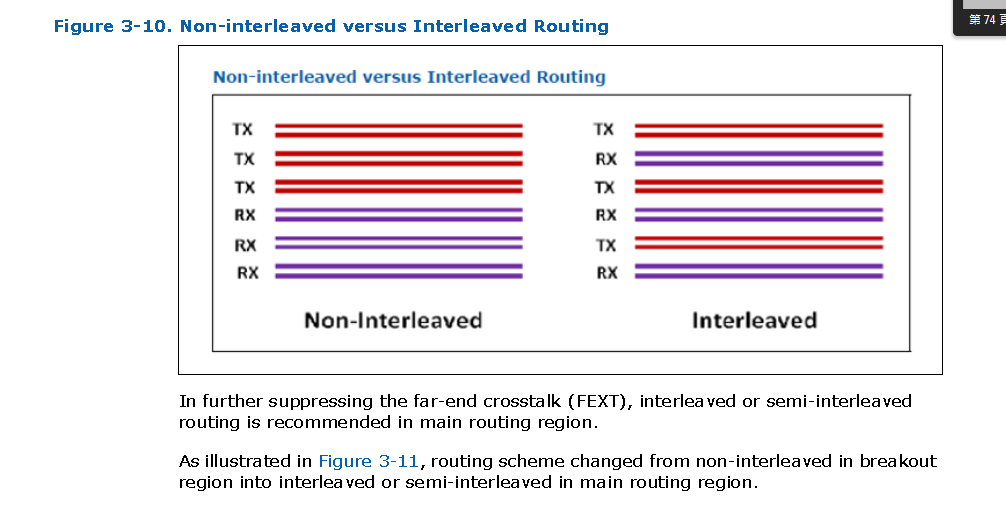 Figure 3-10. Non-interleaved versus Interleaved Routing
第 74 頁
Non-interleaved versus Interleaved Routing
TX
TX
TX
RX
RX
RX
Non-Interleaved
TX
RX
TX
RX
TX
RX
Interleaved
In further suppressing the far-end crosstalk (FEXT), interleaved or semi-interleaved
routing is recommended in main routing region.
As illustrated in Figure 3-11, routing scheme changed from non-interleaved in breakout
region into interleaved or semi-interleaved in main routing region.